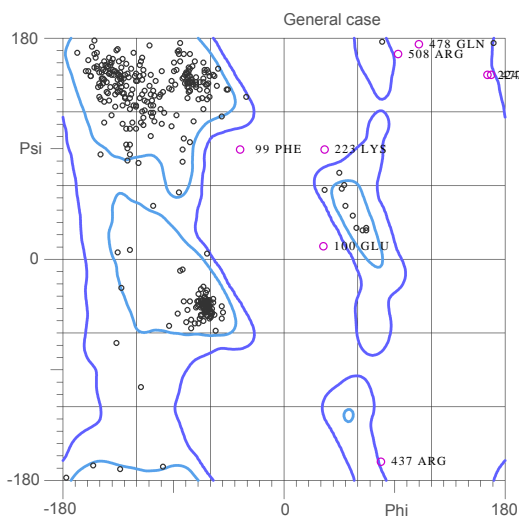 General case
180
478 GLN
508 ARG
Psi
99 PHE
223 LYS
100 GLU
0
437 ARG
-180
-180
0
Phi
180